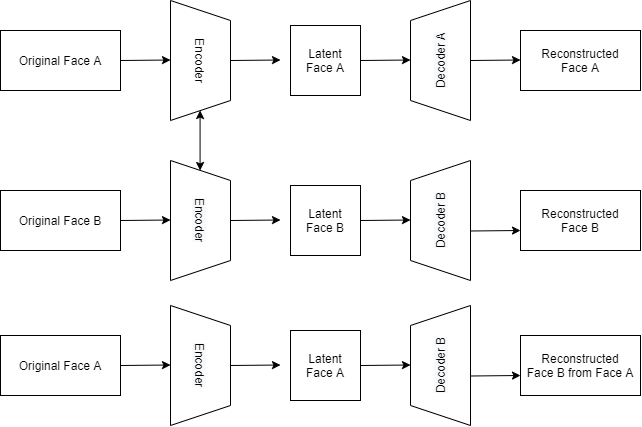 Original Face A
Encoder
Latent
Face A
Decoder A
Reconstructed
Face A
Original Face B
Encoder
Latent
Face B
Decoder B
Reconstructed
Face B
Original Face A
Encoder
Latent
Face A
Decoder B
Reconstructed
Face B from Face A